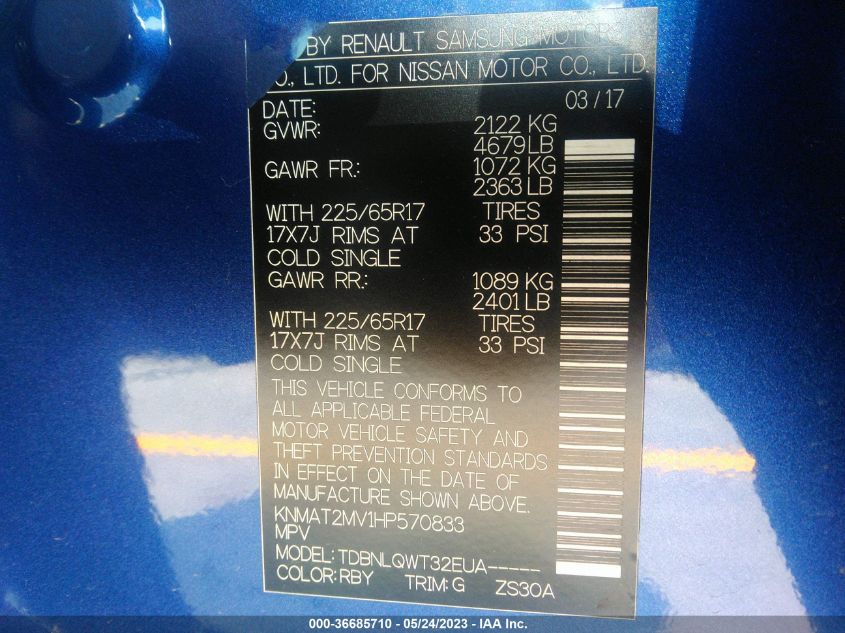 BY RENAULT SAMSUNG MOTOR
O., LTD. FOR NISSAN MOTOR CO., LTD.
DATE: 03/17
GVWR: 2122 KG
4679 LB
GAWR FR.: 1072 KG
2363 LB
WITH 225/65R17 TIRES
17X7J RIMS AT 33 PSI
COLD SINGLE
GAWR RR.: 1089 KG
2401 LB
WITH 225/65R17 TIRES
17X7J RIMS AT 33 PSI
COLD SINGLE
THIS VEHICLE CONFORMS TO
ALL APPLICABLE FEDERAL
MOTOR VEHICLE SAFETY AND
THEFT PREVENTION STANDARDS
IN EFFECT ON THE DATE OF
MANUFACTURE SHOWN ABOVE.
KNMAT2MV1HP570833
MPV
MODEL: TDBNLQWT32EUA-----
COLOR: RBY TRIM: G ZS30A
000-36685710 - 05/24/2023 - IAA Inc.